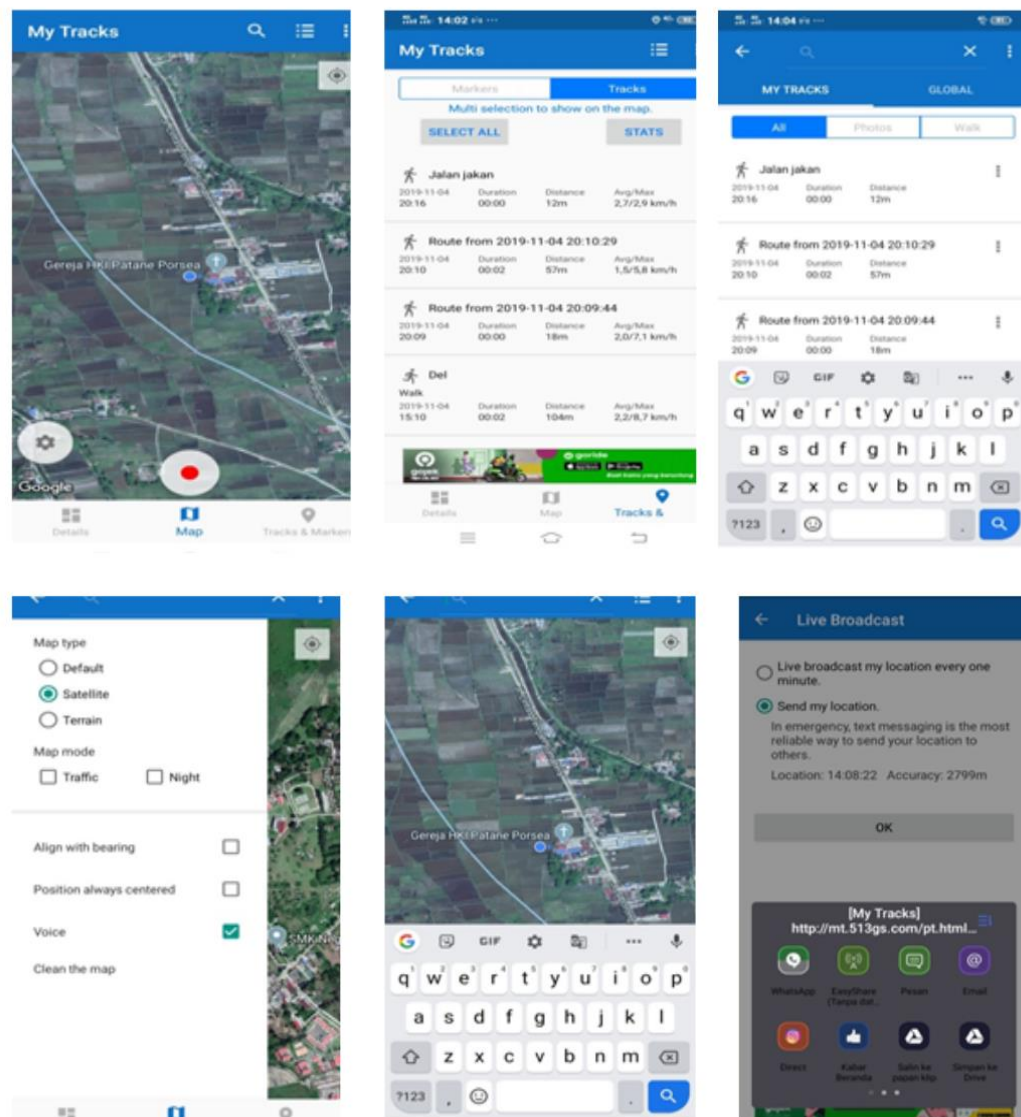 My Tracks
Gereja HKI Patane Porsea
Google
Details
Map
Tracks & Markers
14:02
My Tracks
Markers
Tracks
Multi selection to show on the map.
SELECT ALL
STATS
Jalan jakan
2019-11-04 Duration Distance Avg/Max
20:16 00:00 12m 2,7/2,9 km/h
Route from 2019-11-04 20:10:29
2019-11-04 Duration Distance Avg/Max
20:10 00:02 57m 1,5/5,8 km/h
Route from 2019-11-04 20:09:44
2019-11-04 Duration Distance Avg/Max
20:09 00:00 18m 2,0/7,1 km/h
Del
Walk
2019-11-04 Duration Distance Avg/Max
15:10 00:02 104m 2,2/8,7 km/h
gojek
goride
Details
Map
Tracks &
14:04
MY TRACKS
GLOBAL
All
Photos
Walk
Jalan jakan
2019-11-04 Duration Distance
20:16 00:00 12m
Route from 2019-11-04 20:10:29
2019-11-04 Duration Distance
20:10 00:02 57m
Route from 2019-11-04 20:09:44
2019-11-04 Duration Distance
20:09 00:00 18m
G GIF
q w e r t y u i o p
a s d f g h j k l
z x c v b n m
?123 , .
Map type
Default
Satellite
Terrain
Map mode
Traffic
Night
Align with bearing
Position always centered
Voice
Clean the map
Gereja HKI Patane Porsea
G GIF
q w e r t y u i o p
a s d f g h j k l
z x c v b n m
?123 , .
Live Broadcast
Live broadcast my location every one
minute.
Send my location.
In emergency, text messaging is the most
reliable way to send your location to
others.
Location: 14:08:22 Accuracy: 2799m
OK
[My Tracks]
http://mt.513gs.com/pt.html...
WhatsApp
EasyShare
(Tanpa dat...
Pesan
Email
Direct
Kabar
Beranda
Salin ke
papan klip
Simpan ke
Drive